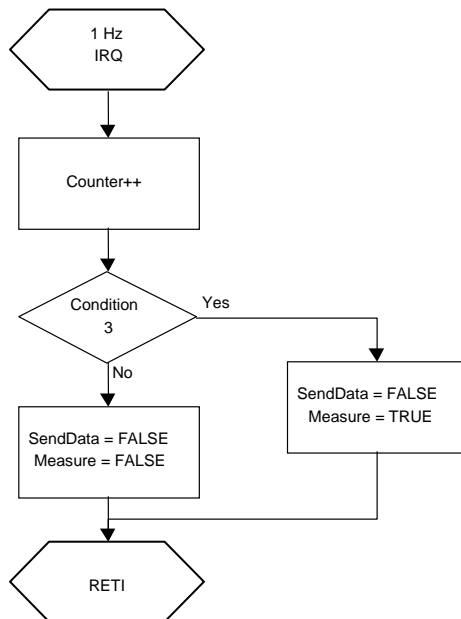 1 Hz
IRQ
Counter++
Condition
3
Yes
No
SendData = FALSE
Measure = TRUE
SendData = FALSE
Measure = FALSE
RETI